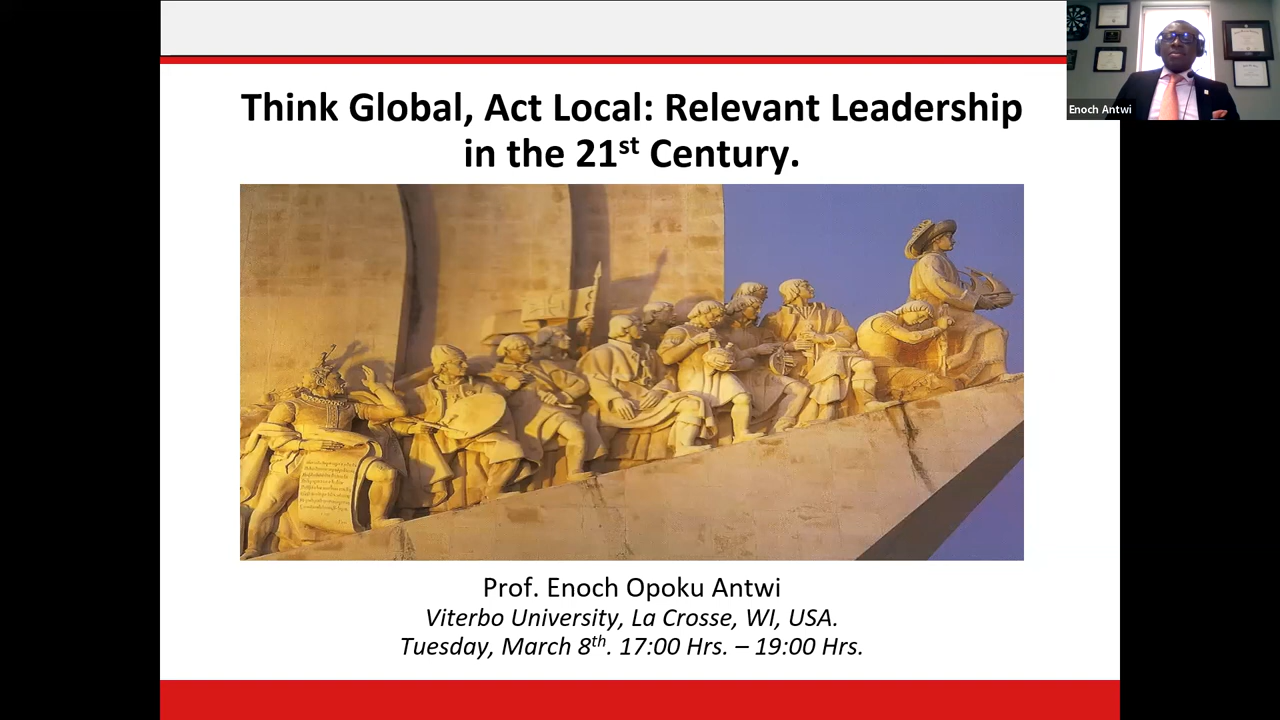 Think Global, Act Local: Relevant Leadership
in the 21st Century.
Enoch Antwi
Prof. Enoch Opoku Antwi
Viterbo University, La Crosse, WI, USA.
Tuesday, March 8th. 17:00 Hrs. – 19:00 Hrs.